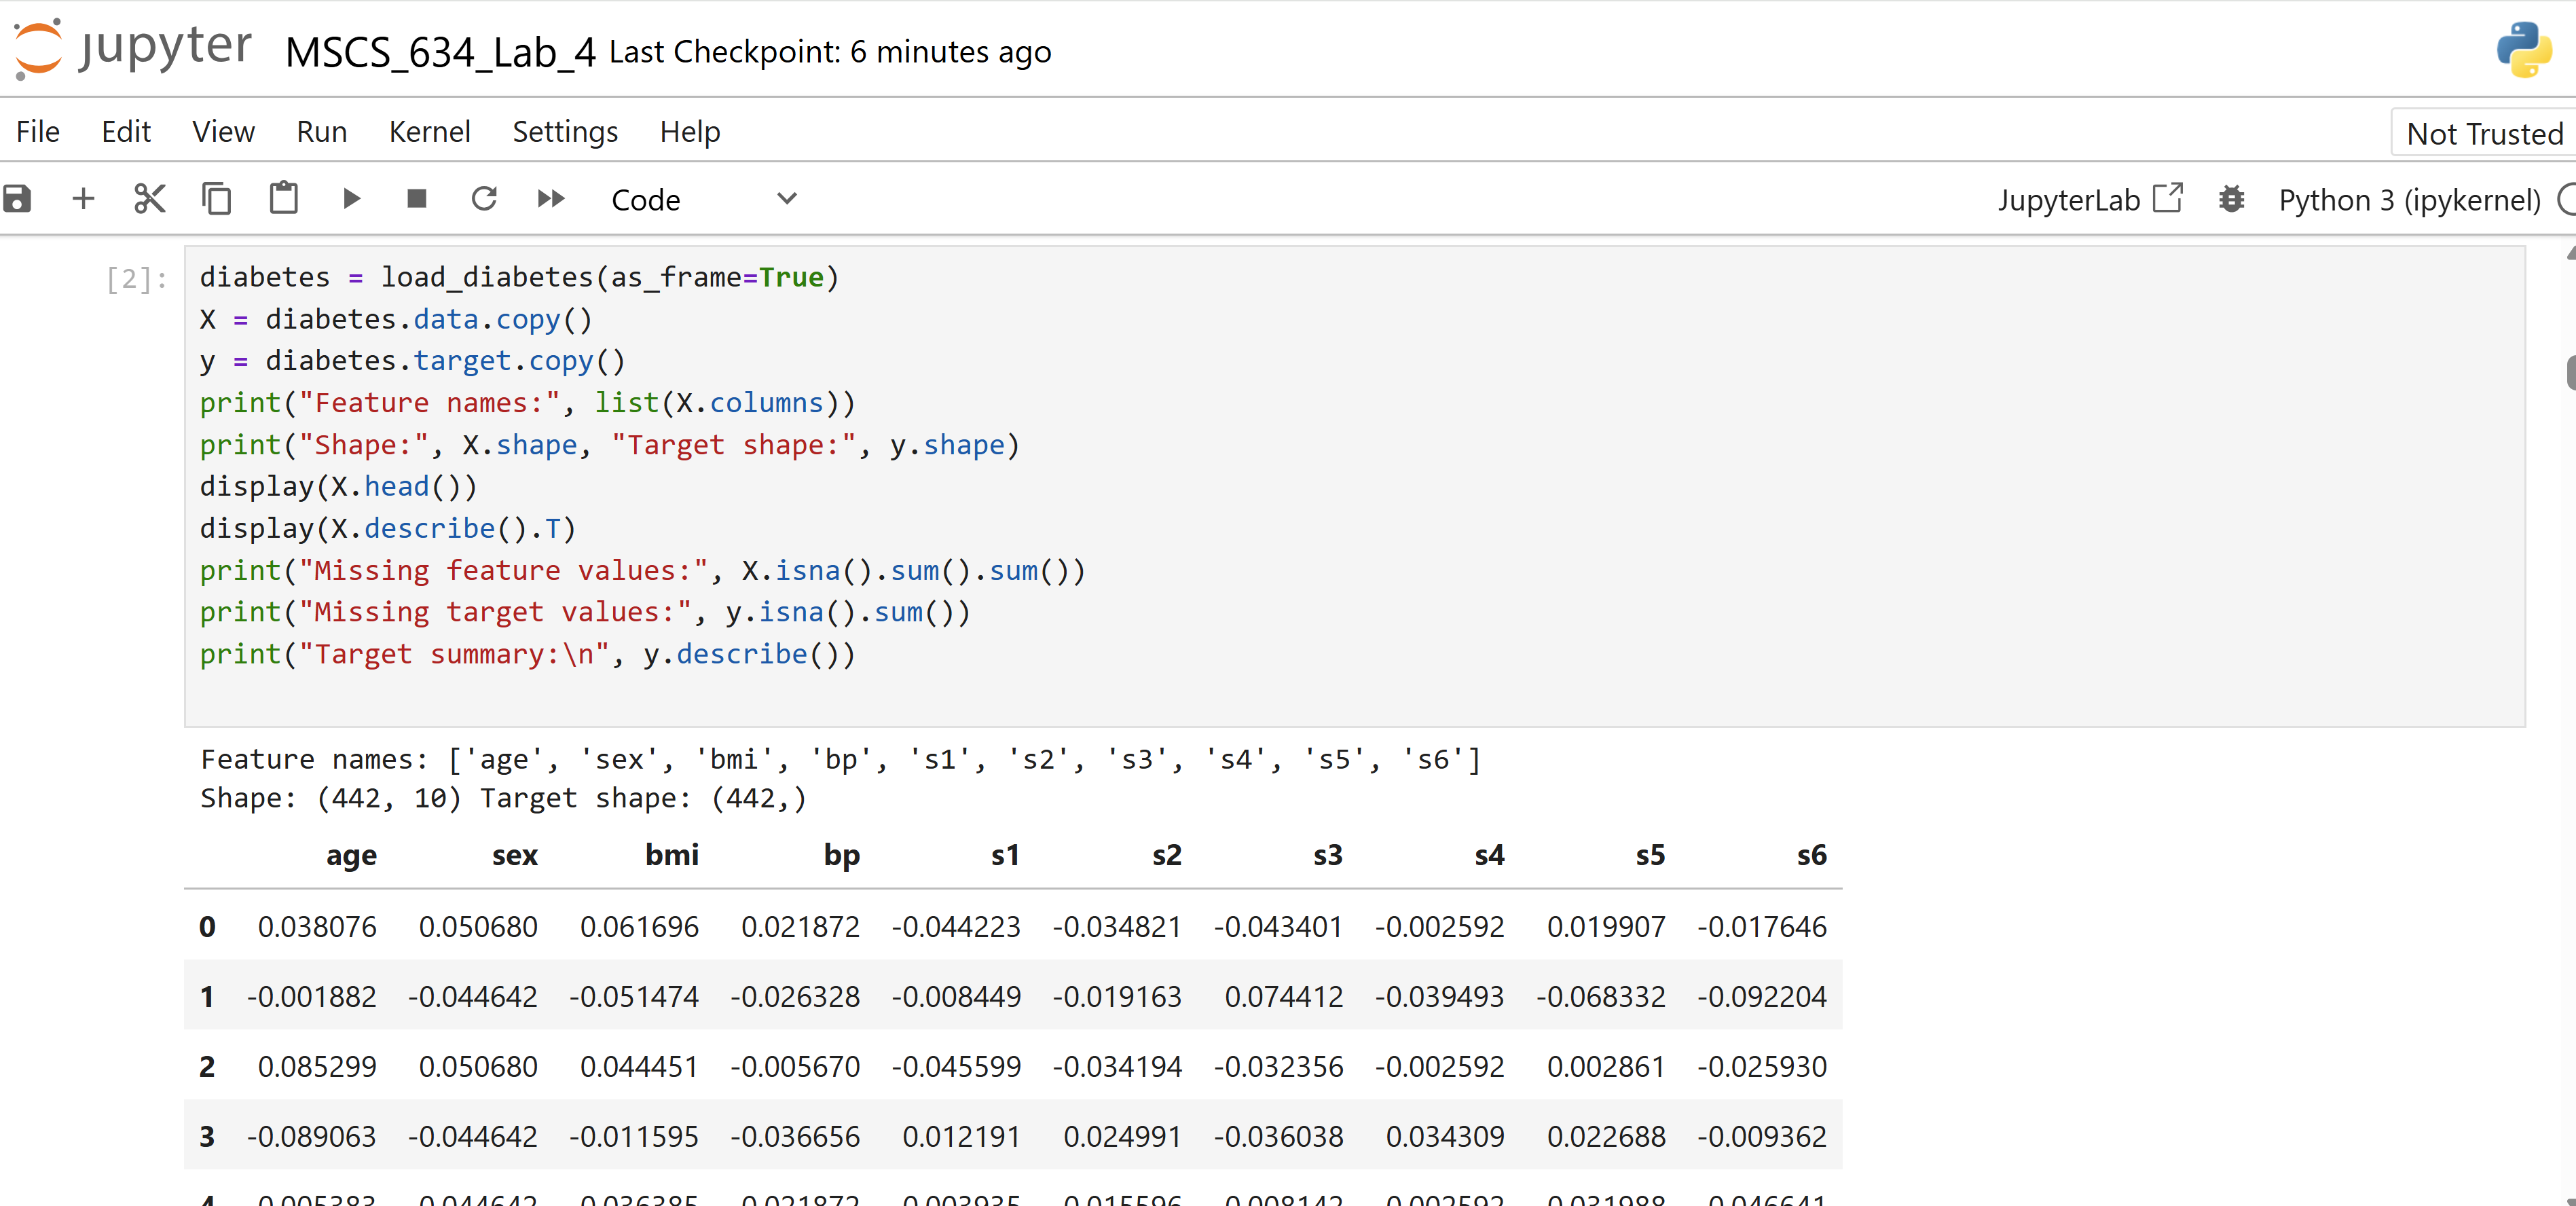 jupyter MSCS_634_Lab_4 Last Checkpoint: 6 minutes ago
File Edit View Run Kernel Settings Help Not Trusted
Code JupyterLab Python 3 (ipykernel)
[2]: diabetes = load_diabetes(as_frame=True)
X = diabetes.data.copy()
y = diabetes.target.copy()
print("Feature names:", list(X.columns))
print("Shape:", X.shape, "Target shape:", y.shape)
display(X.head())
display(X.describe().T)
print("Missing feature values:", X.isna().sum().sum())
print("Missing target values:", y.isna().sum())
print("Target summary:\n", y.describe())
Feature names: ['age', 'sex', 'bmi', 'bp', 's1', 's2', 's3', 's4', 's5', 's6']
Shape: (442, 10) Target shape: (442,)
age sex bmi bp s1 s2 s3 s4 s5 s6
0 0.038076 0.050680 0.061696 0.021872 -0.044223 -0.034821 -0.043401 -0.002592 0.019907 -0.017646
1 -0.001882 -0.044642 -0.051474 -0.026328 -0.008449 -0.019163 0.074412 -0.039493 -0.068332 -0.092204
2 0.085299 0.050680 0.044451 -0.005670 -0.045599 -0.034194 -0.032356 -0.002592 0.002861 -0.025930
3 -0.089063 -0.044642 -0.011595 -0.036656 0.012191 0.024991 -0.036038 0.034309 0.022688 -0.009362